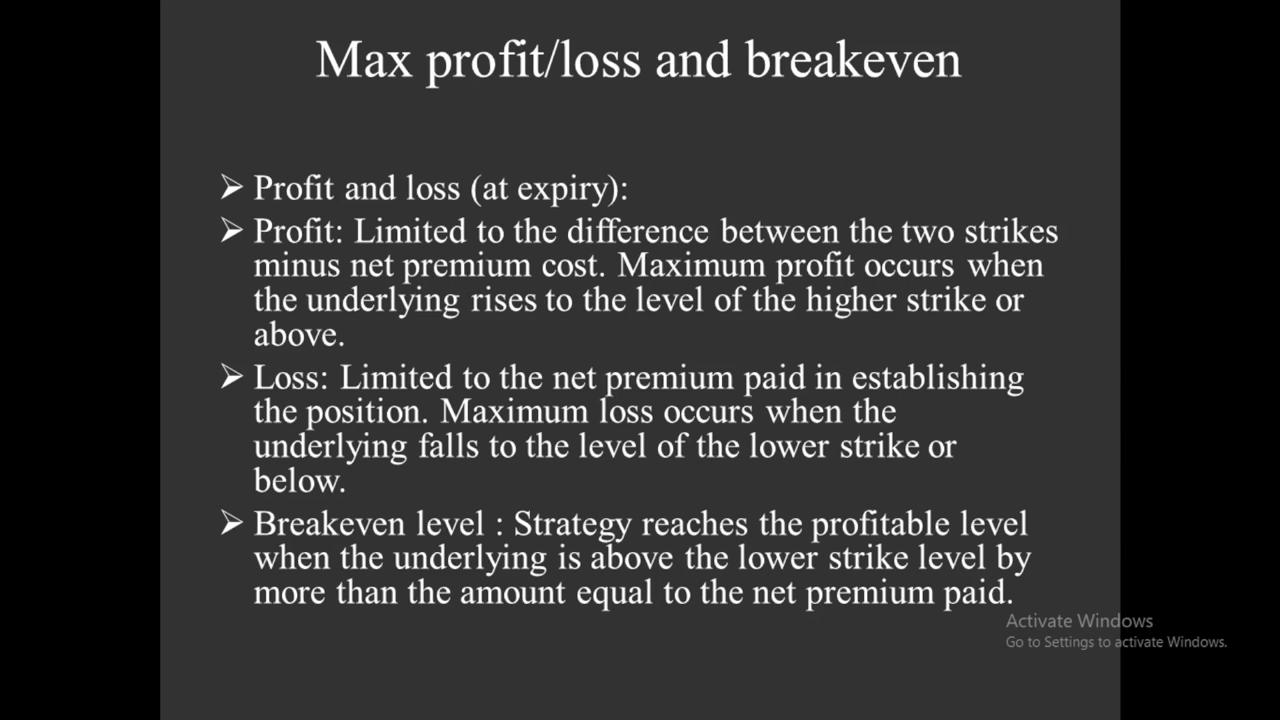 Max profit/loss and breakeven
➢ Profit and loss (at expiry):
➢ Profit: Limited to the difference between the two strikes
minus net premium cost. Maximum profit occurs when
the underlying rises to the level of the higher strike or
above.
➢ Loss: Limited to the net premium paid in establishing
the position. Maximum loss occurs when the
underlying falls to the level of the lower strike or
below.
➢ Breakeven level : Strategy reaches the profitable level
when the underlying is above the lower strike level by
more than the amount equal to the net premium paid.
Activate Windows
Go to Settings to activate Windows.